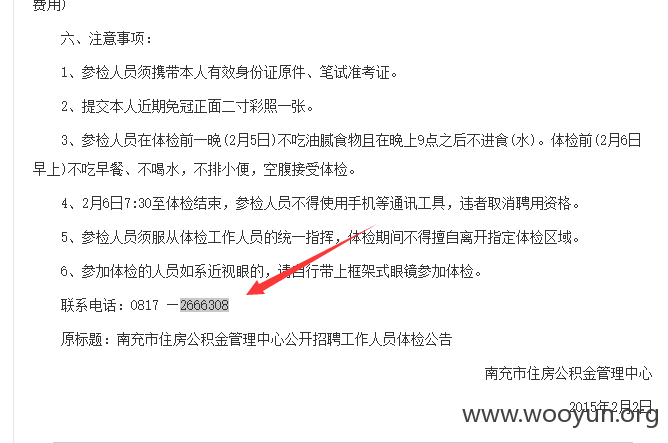 费用)
六、注意事项：
1、参检人员须携带本人有效身份证原件、笔试准考证。
2、提交本人近期免冠正面二寸彩照一张。
3、参检人员在体检前一晚(2月5日)不吃油腻食物且在晚上9点之后不进食(水)。体检前(2月6日
早上)不吃早餐、不喝水，不排小便，空腹接受体检。
4、2月6日7:30至体检结束，参检人员不得使用手机等通讯工具，违者取消聘用资格。
5、参检人员须服从体检工作人员的统一指挥，体检期间不得擅自离开指定体检区域。
6、参加体检的人员如系近视眼的，请自行带上框架式眼镜参加体检。
联系电话：0817 —2666308
原标题：南充市住房公积金管理中心公开招聘工作人员体检公告
南充市住房公积金管理中心
2015年2月2日
www.wooyun.org